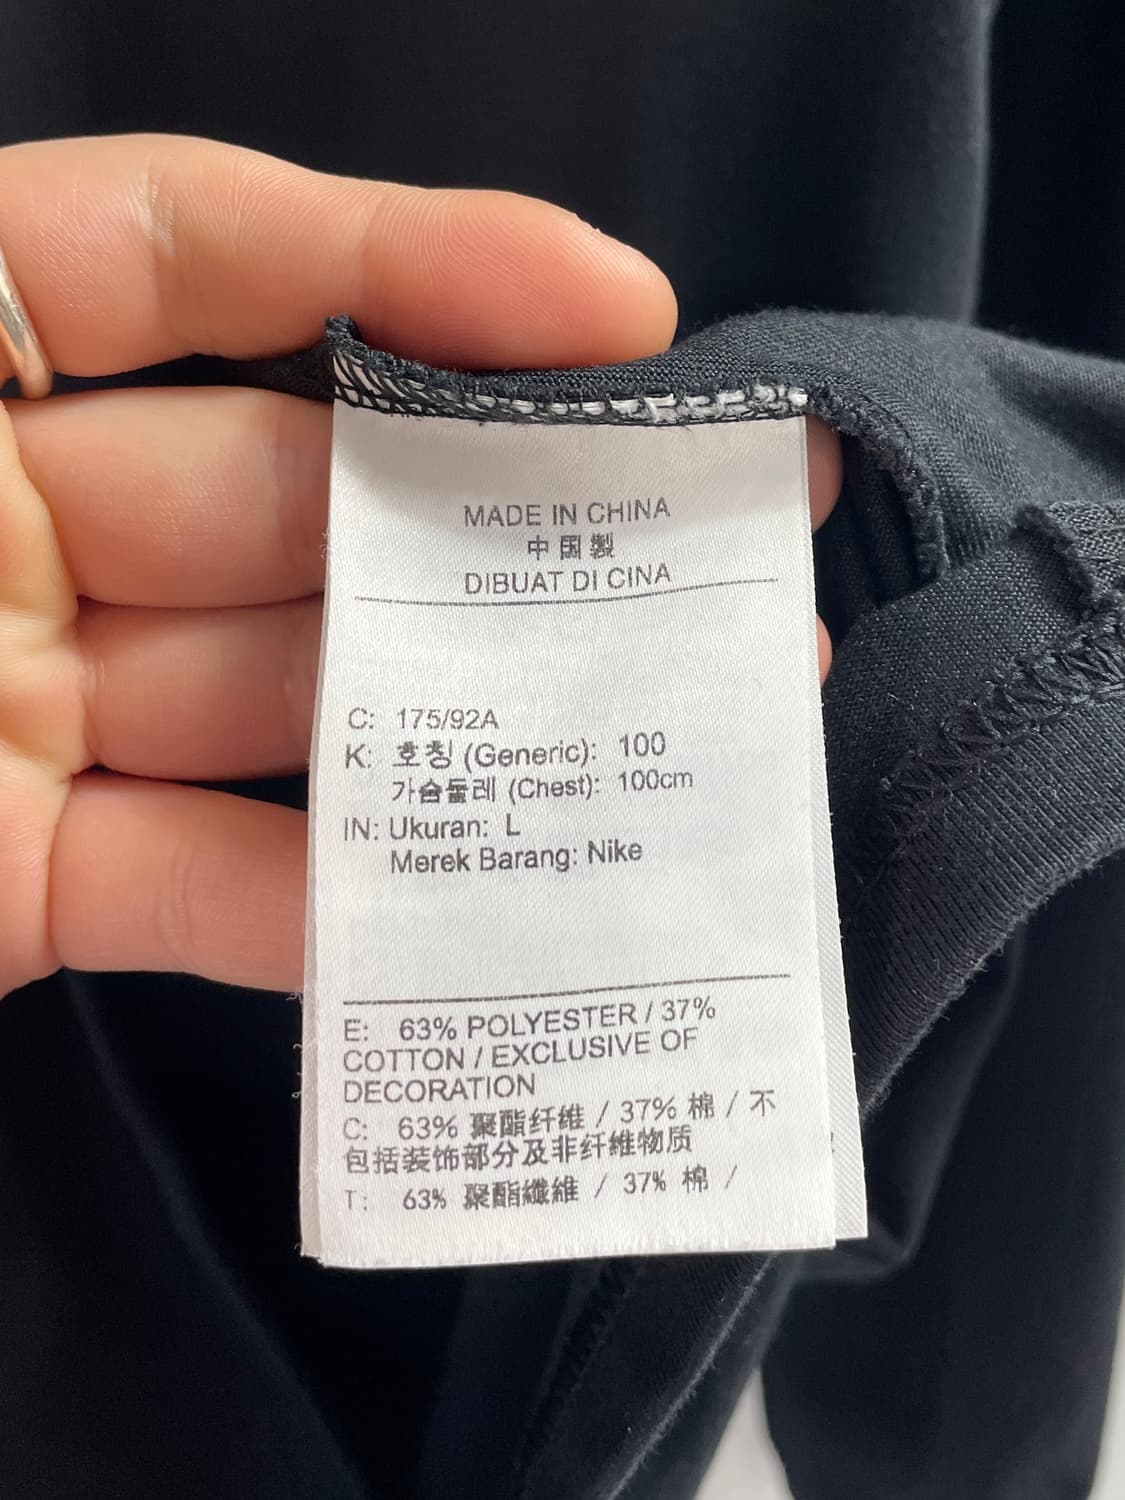 MADE IN CHINA
中国製
DIBUAT DI CINA
C: 175/92A
K: 호칭 (Generic): 100
가슴둘레 (Chest): 100cm
IN: Ukuran: L
Merek Barang: Nike
E: 63% POLYESTER / 37%
COTTON / EXCLUSIVE OF
DECORATION
C: 63% 聚酯纤维 / 37% 棉 / 不
包括装饰部分及非纤维物质
T: 63% 聚酯纖維 / 37% 棉 /